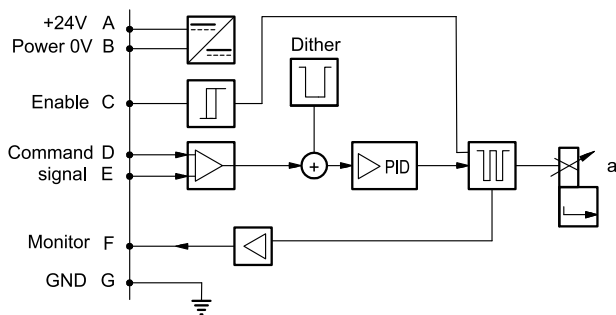 +24V A
Power 0V B
Dither
Enable C
Command D
signal E
PID
a
Monitor F
GND G